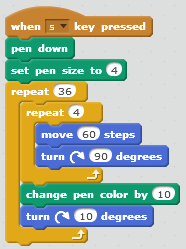 when s key pressed
pen down
set pen size to 4
repeat 36
repeat 4
move 60 steps
turn 90 degrees
change pen color by 10
turn 10 degrees